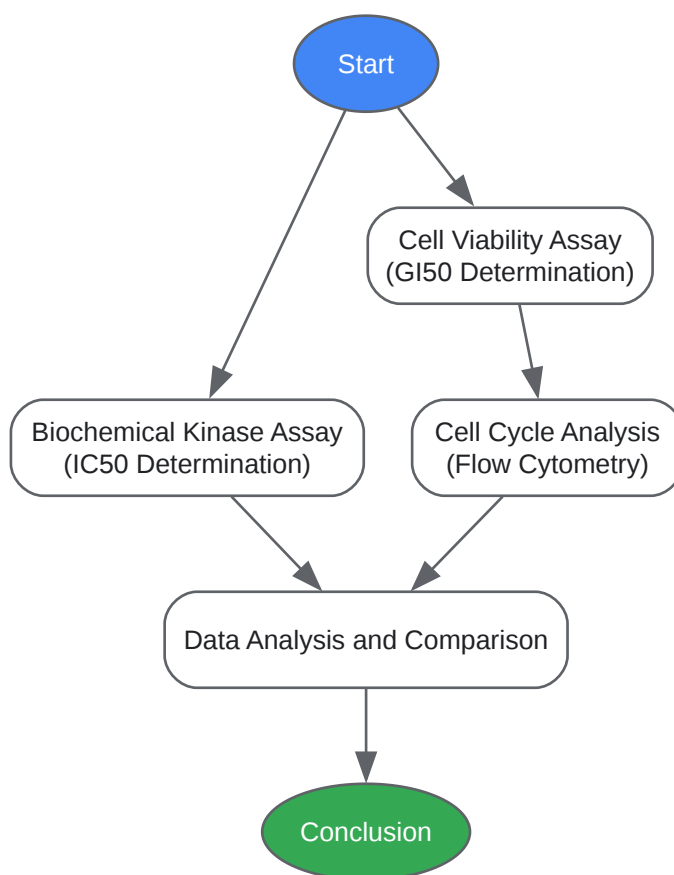 Start
Cell Viability Assay
(GI50 Determination)
Biochemical Kinase Assay
(IC50 Determination)
Cell Cycle Analysis
(Flow Cytometry)
Data Analysis and Comparison
Conclusion